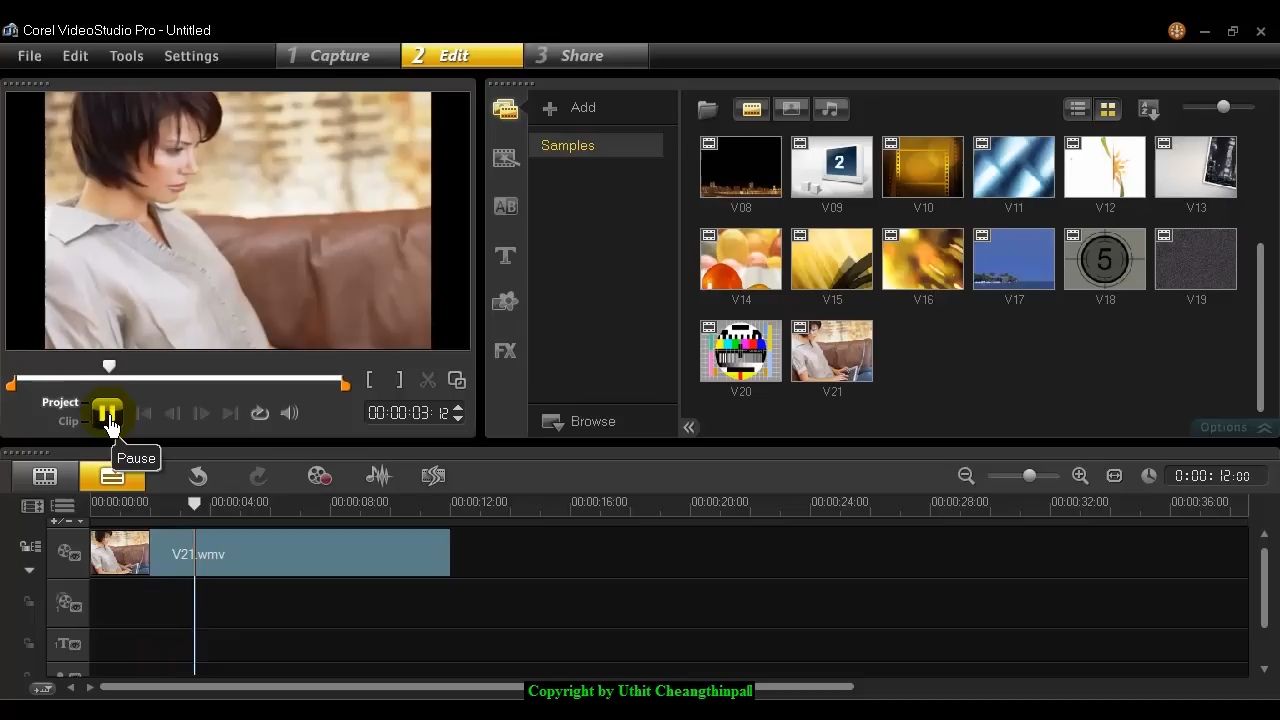 Corel VideoStudio Pro - Untitled
File Edit Tools Settings 1 Capture 2 Edit 3 Share
Add
Samples
V08 V09 V10 V11 V12 V13
V14 V15 V16 V17 V18 V19
V20 V21
Project
Clip
00:00:03:12
Browse
Options
Pause
0:00:12:00
00:00:00:00 00:00:04:00 00:00:08:00 00:00:12:00 00:00:16:00 00:00:20:00 00:00:24:00 00:00:28:00 00:00:32:00 00:00:36:00
V21.wmv
Copyright by Uthit Cheangthinpall